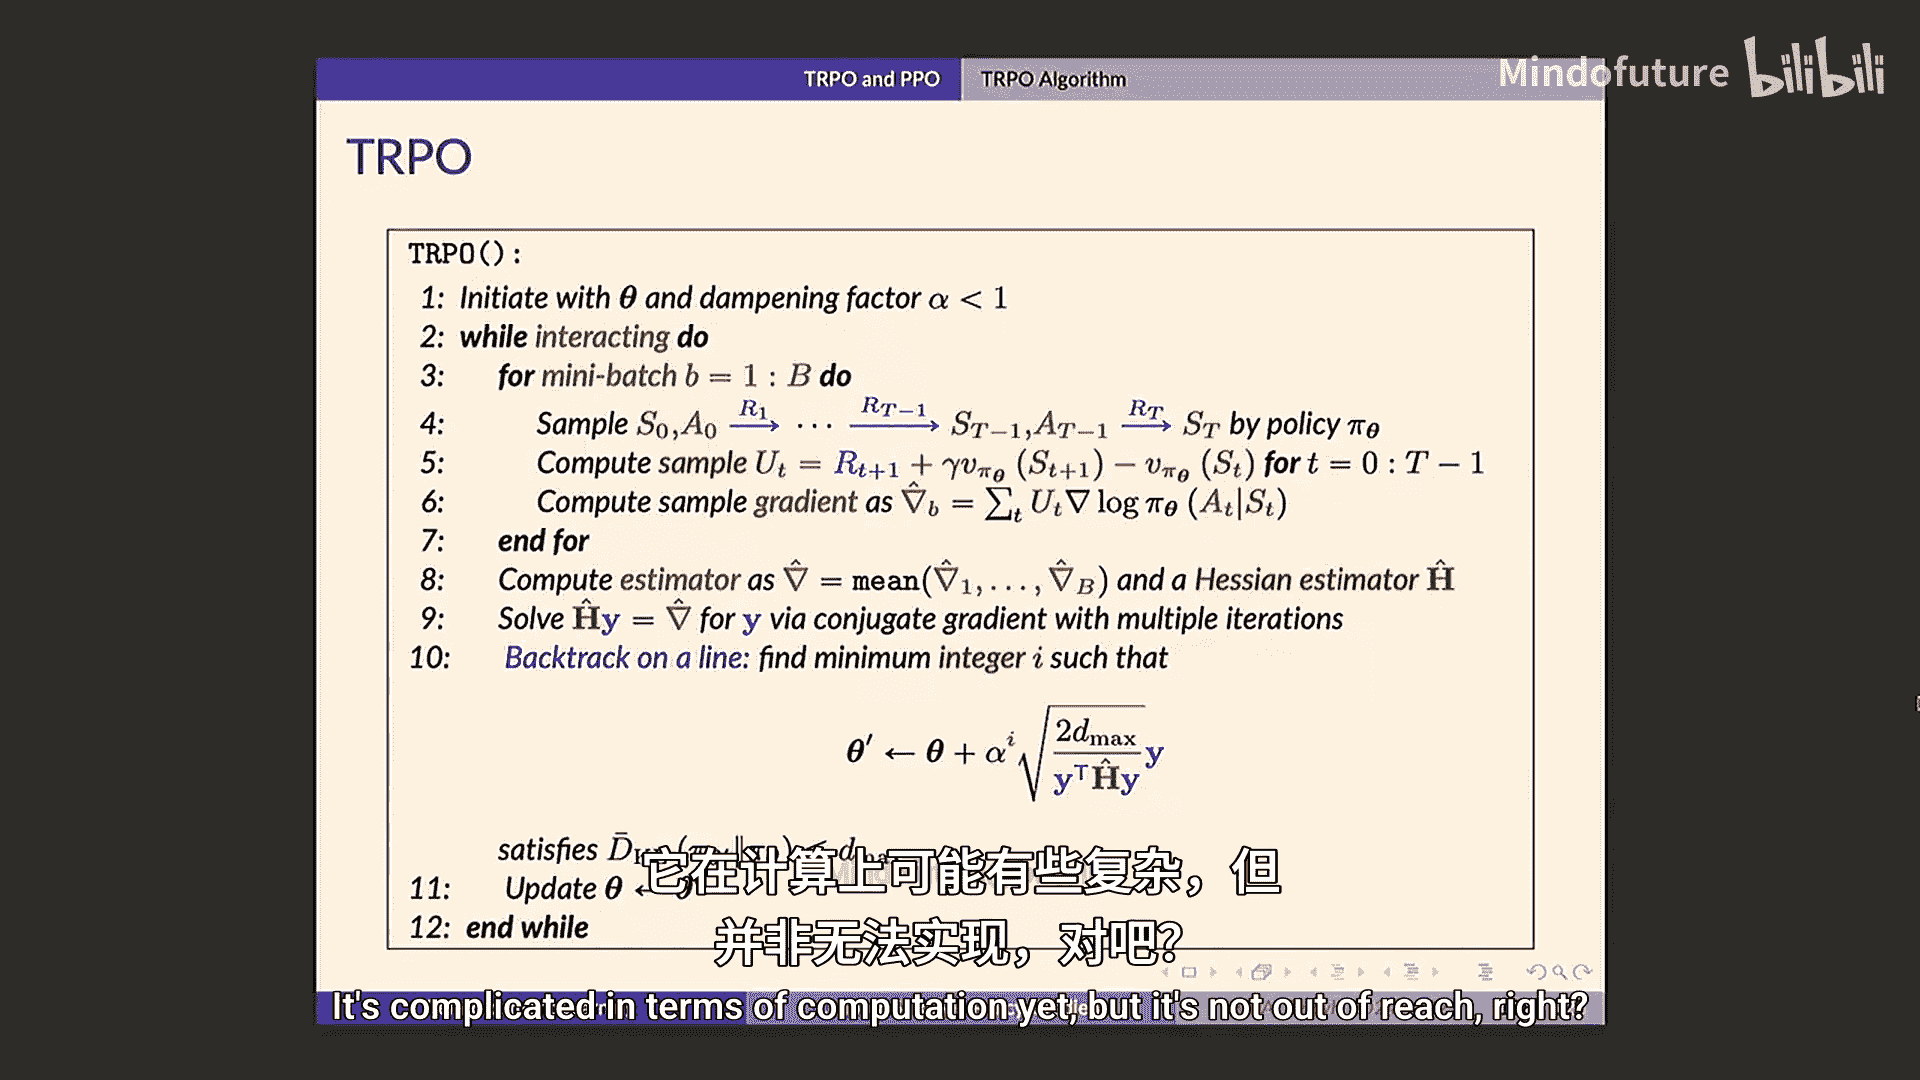 TRPO and PPO
TRPO Algorithm
Mindofuture bilibili
TRPO
TRPO():
1: Initiate with θ and dampening factor α < 1
2: while interacting do
3: for mini-batch b = 1 : B do
4: Sample S₀,A₀ —R₁→ ··· —R_{T−1}→ S_{T−1},A_{T−1} —R_T→ S_T by policy π_θ
5: Compute sample U_t = R_{t+1} + γv_{π_θ} (S_{t+1}) − v_{π_θ} (S_t) for t = 0 : T − 1
6: Compute sample gradient as ∇̂_b = ∑_t U_t∇ log π_θ (A_t|S_t)
7: end for
8: Compute estimator as ∇̂ = mean(∇̂₁, ..., ∇̂_B) and a Hessian estimator Ĥ
9: Solve Ĥy = ∇̂ for y via conjugate gradient with multiple iterations
10: Backtrack on a line: find minimum integer i such that
θ′ ← θ + α^i √(2d_max / y^⊤Ĥy) y
satisfies
11: Update θ ←
12: end while
它在计算上可能有些复杂，但
并非无法实现，对吧？
It's complicated in terms of computation yet, but it's not out of reach, right?